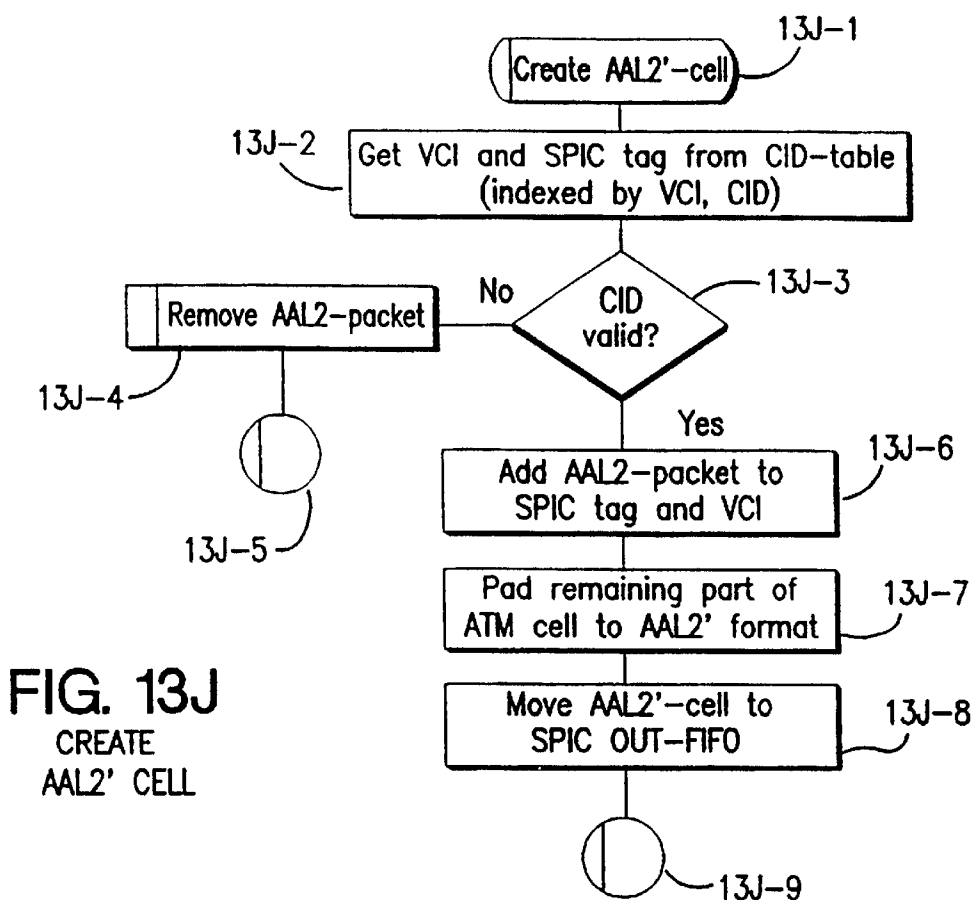 13J-1
Create AAL2'-cell
13J-2
Get VCI and SPIC tag from CID-table
(indexed by VCI, CID)
13J-3
No
CID
valid?
Remove AAL2-packet
13J-4
Yes
13J-5
13J-6
Add AAL2-packet to
SPIC tag and VCI
13J-7
Pad remaining part of
ATM cell to AAL2' format
FIG. 13J
CREATE
AAL2' CELL
Move AAL2'-cell to
SPIC OUT-FIFO
13J-8
13J-9